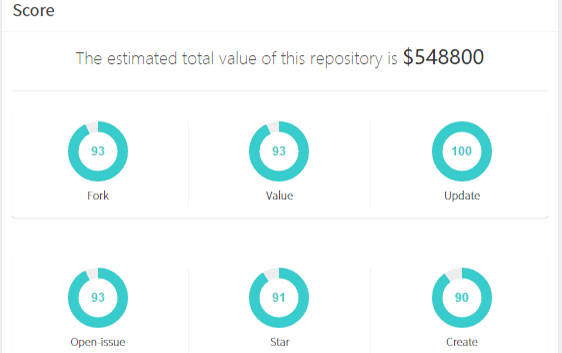 Score
The estimated total value of this repository is $548800
93 93 100
Fork Value Update
93 91 90
Open-issue Star Create